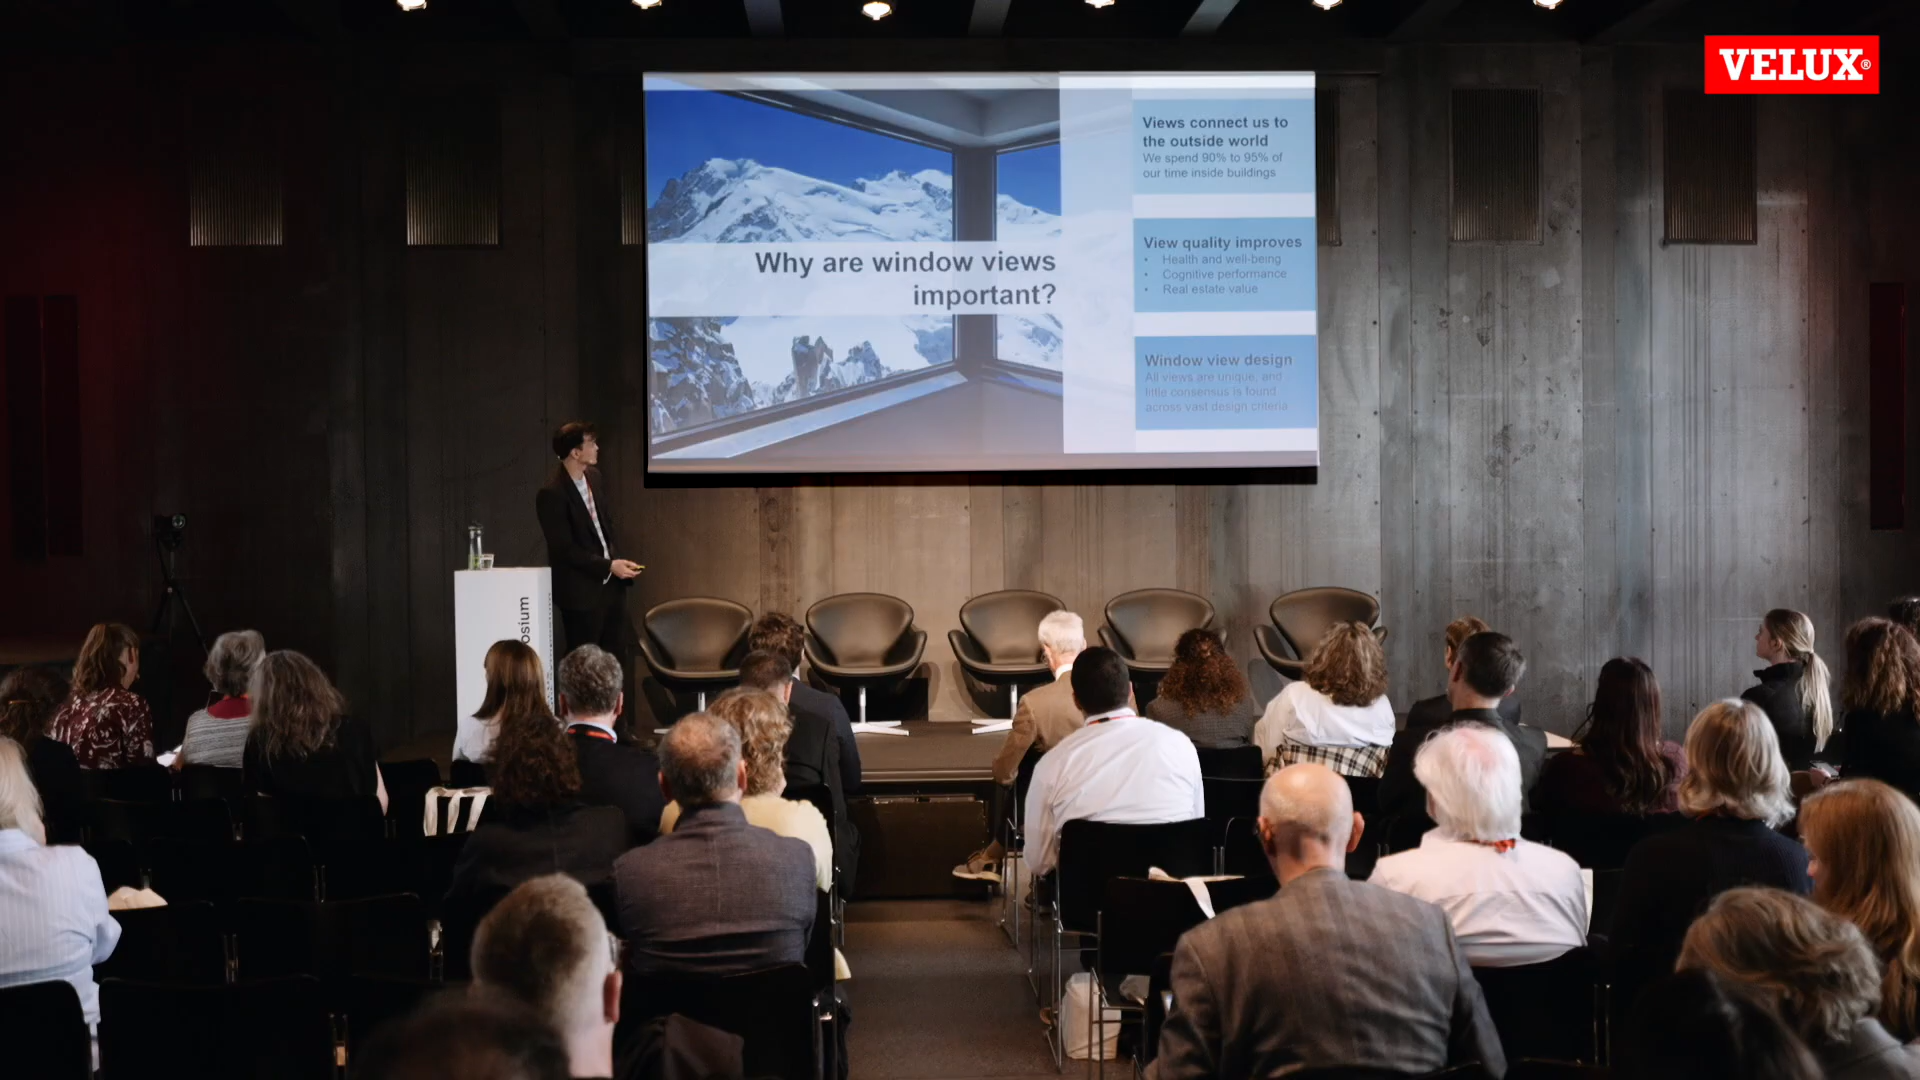 VELUX®
Why are window views
important?
Views connect us to
the outside world
We spend 90% to 95% of
our time inside buildings
View quality improves
• Health and well-being
• Cognitive performance
• Real estate value
Window view design
All views are unique, and
little consensus is found
across vast design criteria
osium